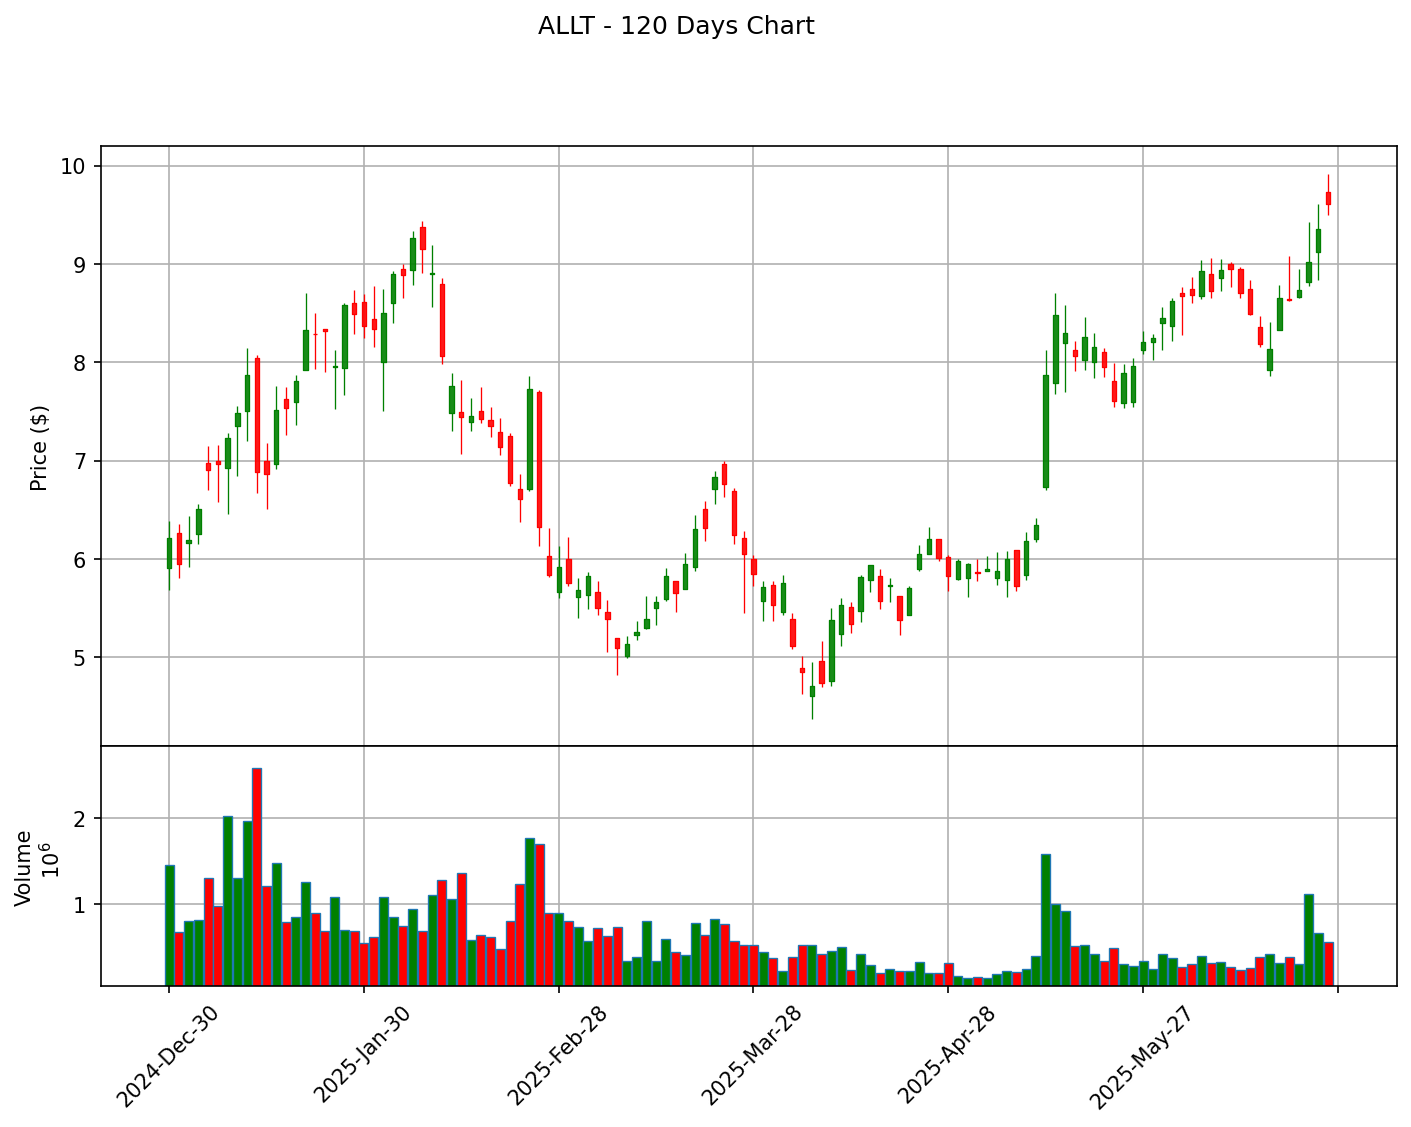 ALLT - 120 Days Chart
10
9
8
7
6
5
Price ($)
2
1
Volume
10^6
2024-Dec-30
2025-Jan-30
2025-Feb-28
2025-Mar-28
2025-Apr-28
2025-May-27